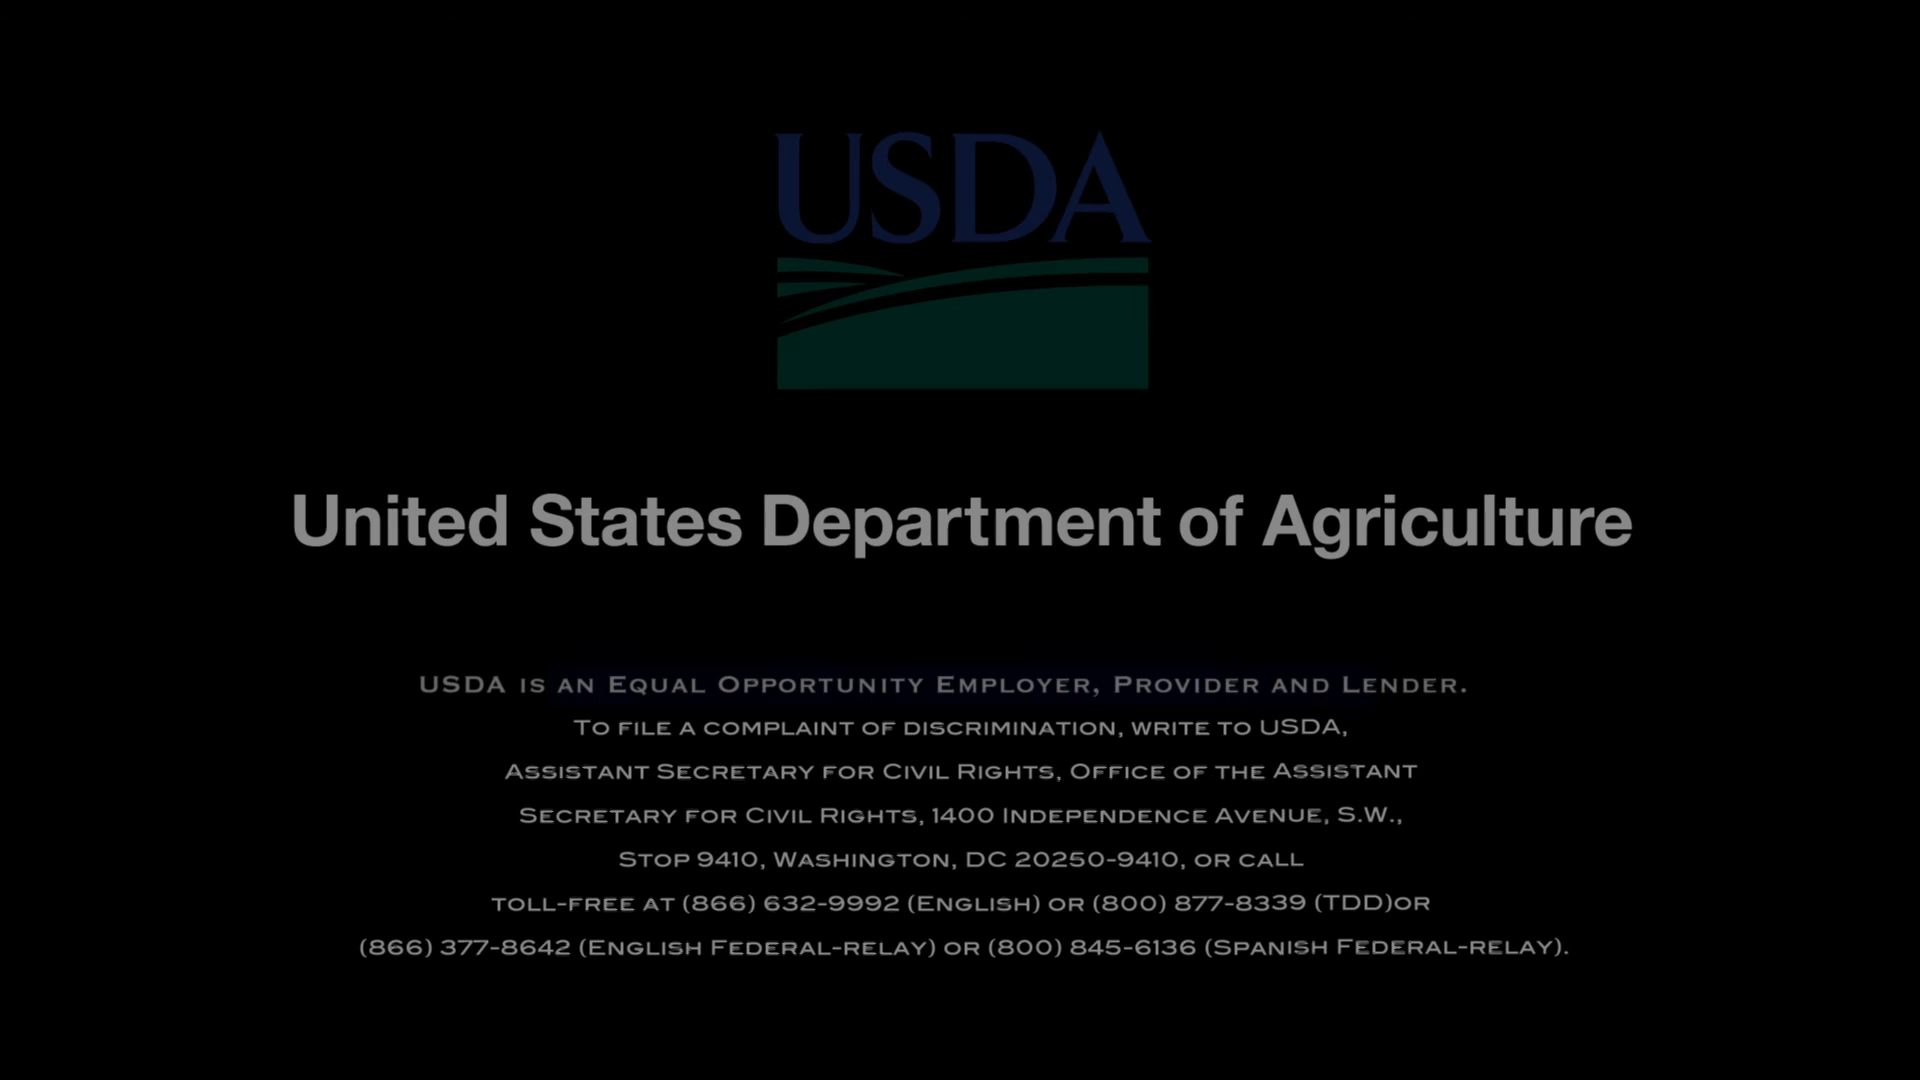 USDA
United States Department of Agriculture
USDA is an Equal Opportunity Employer, Provider and Lender.
To file a complaint of discrimination, write to USDA,
Assistant Secretary for Civil Rights, Office of the Assistant
Secretary for Civil Rights, 1400 Independence Avenue, S.W.,
Stop 9410, Washington, DC 20250-9410, or call
toll-free at (866) 632-9992 (English) or (800) 877-8339 (TDD)or
(866) 377-8642 (English Federal-relay) or (800) 845-6136 (Spanish Federal-relay).